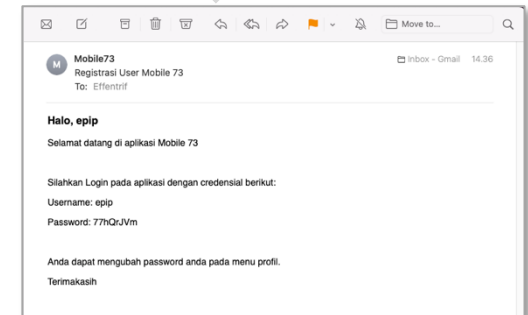 Move to...
M
Mobile73
Inbox - Gmail 14.36
Registrasi User Mobile 73
To: Effentrif
Halo, epip
Selamat datang di aplikasi Mobile 73
Silahkan Login pada aplikasi dengan credensial berikut:
Username: epip
Password: 77hQrJVm
Anda dapat mengubah password anda pada menu profil.
Terimakasih